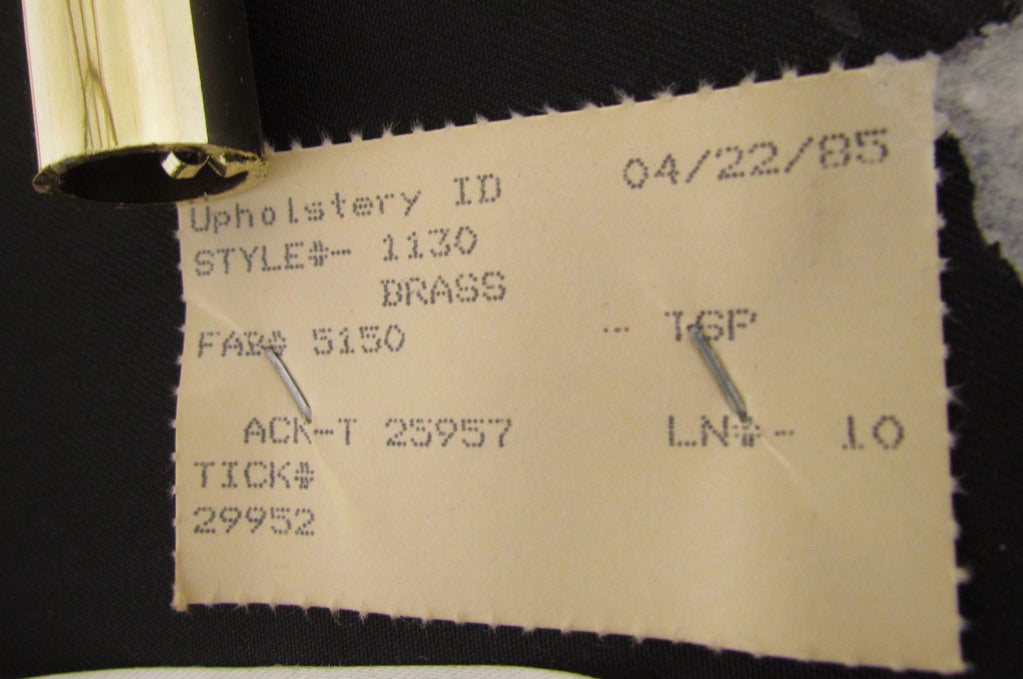 Upholstery ID 04/22/85
STYLE#- 1130
BRASS
FAB# 5150 -- TGP
ACK-T 25957 LN#- 10
TICK#
29952